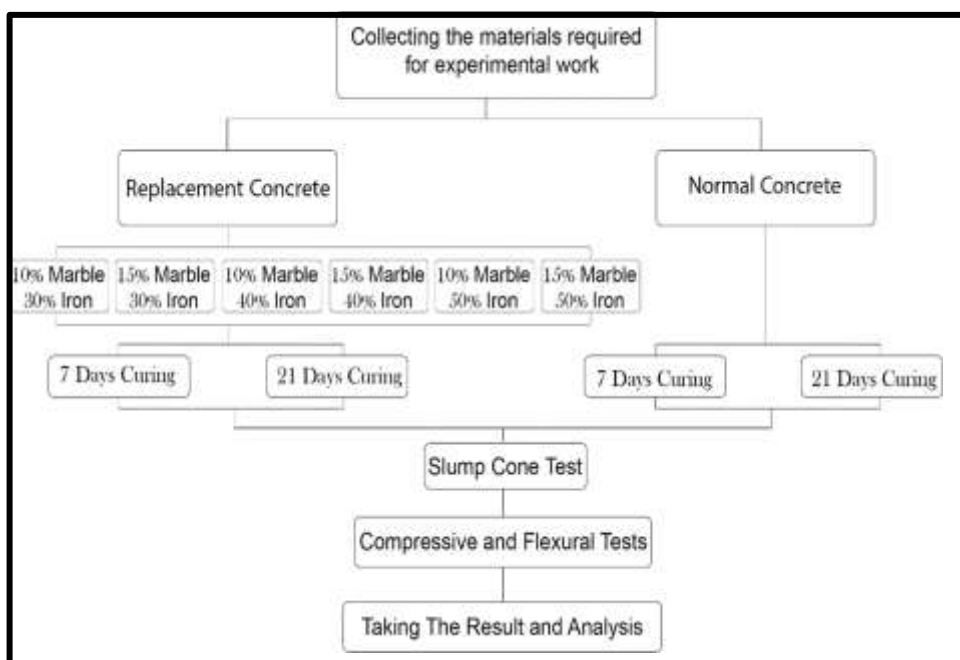 Collecting the materials required
for experimental work
Replacement Concrete
Normal Concrete
10% Marble
30% Iron
15% Marble
30% Iron
10% Marble
40% Iron
15% Marble
40% Iron
10% Marble
50% Iron
15% Marble
50% Iron
7 Days Curing
21 Days Curing
7 Days Curing
21 Days Curing
Slump Cone Test
Compressive and Flexural Tests
Taking The Result and Analysis